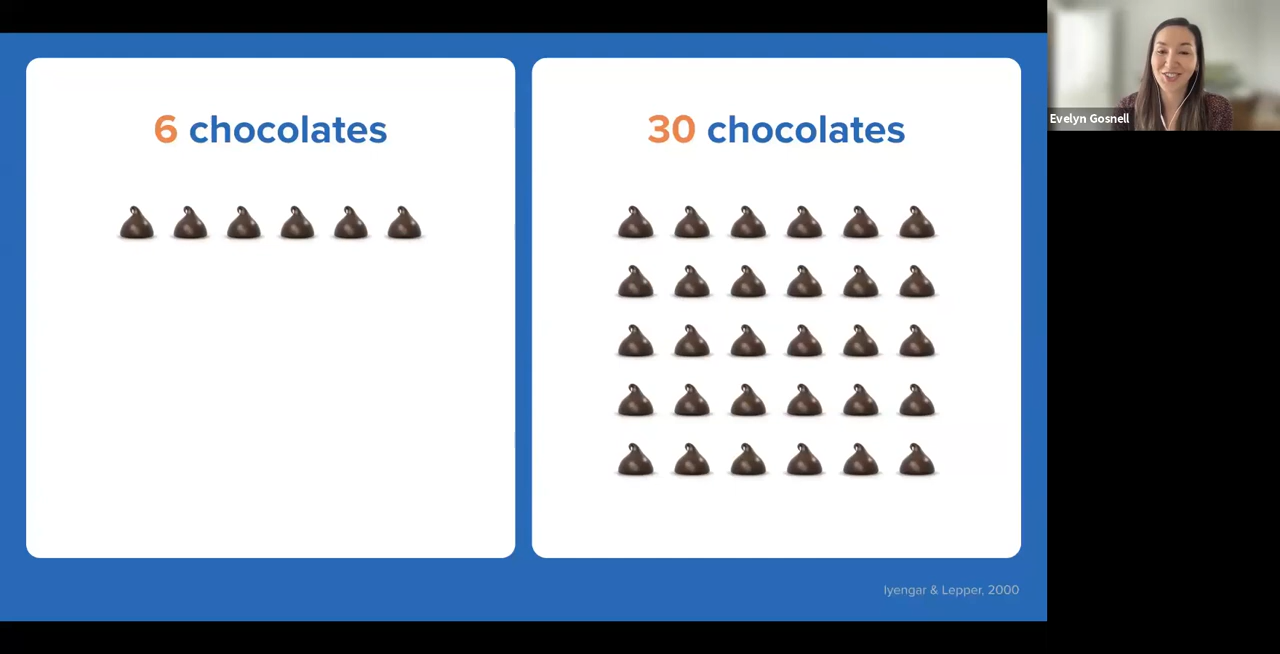 6 chocolates
30 chocolates
Iyengar & Lepper, 2000
Evelyn Gosnell